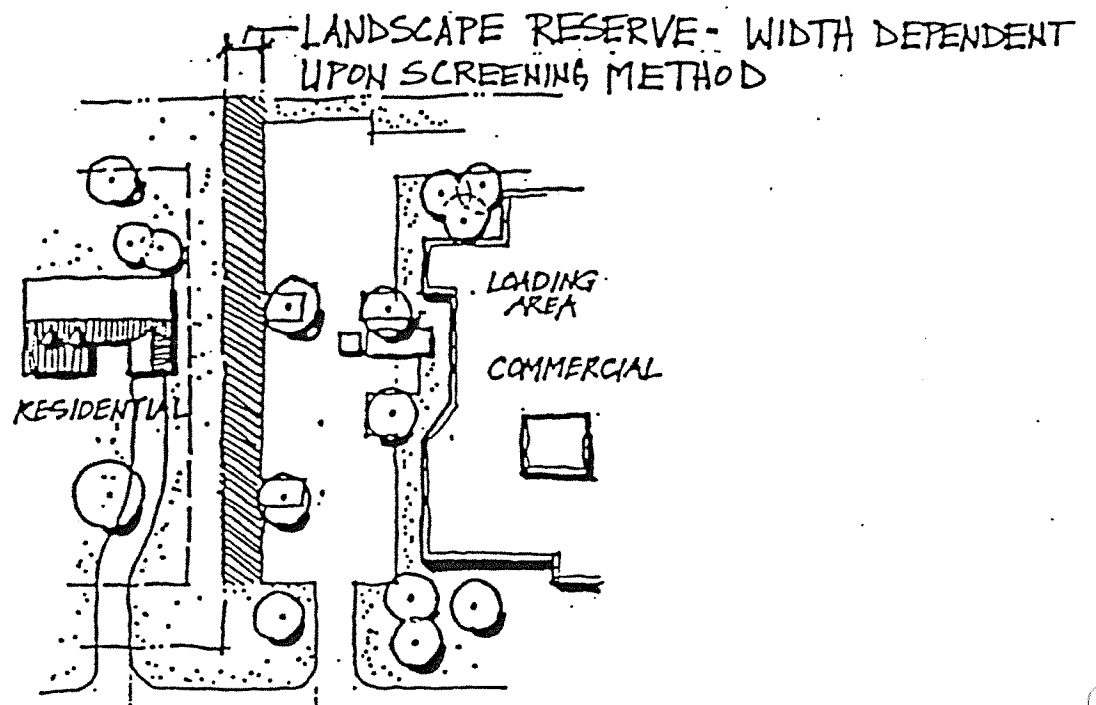 LANDSCAPE RESERVE - WIDTH DEPENDENT
UPON SCREENING METHOD
LOADING
AREA
COMMERCIAL
RESIDENTIAL